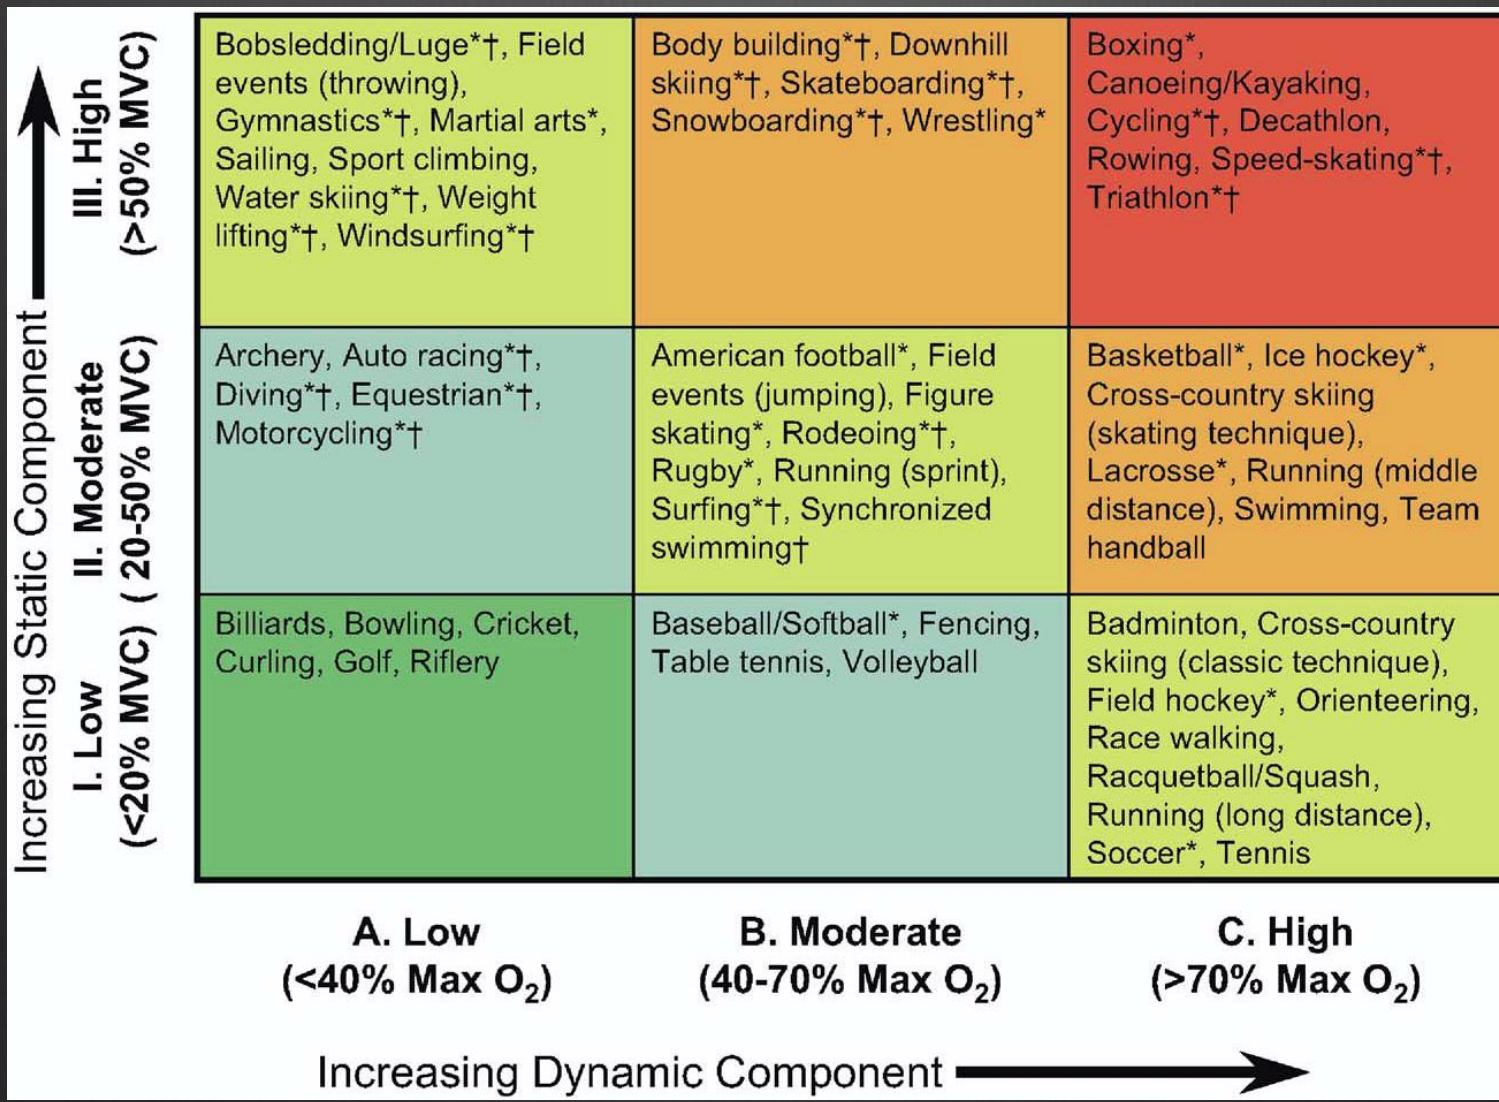 Increasing Static Component
III. High
(>50% MVC)
Bobsledding/Luge*†, Field
events (throwing),
Gymnastics*†, Martial arts*,
Sailing, Sport climbing,
Water skiing*†, Weight
lifting*†, Windsurfing*†
Body building*†, Downhill
skiing*†, Skateboarding*†,
Snowboarding*†, Wrestling*
Boxing*,
Canoeing/Kayaking,
Cycling*†, Decathlon,
Rowing, Speed-skating*†,
Triathlon*†
II. Moderate
( 20-50% MVC)
Archery, Auto racing*†,
Diving*†, Equestrian*†,
Motorcycling*†
American football*, Field
events (jumping), Figure
skating*, Rodeoing*†,
Rugby*, Running (sprint),
Surfing*†, Synchronized
swimming†
Basketball*, Ice hockey*,
Cross-country skiing
(skating technique),
Lacrosse*, Running (middle
distance), Swimming, Team
handball
I. Low
(<20% MVC)
Billiards, Bowling, Cricket,
Curling, Golf, Riflery
Baseball/Softball*, Fencing,
Table tennis, Volleyball
Badminton, Cross-country
skiing (classic technique),
Field hockey*, Orienteering,
Race walking,
Racquetball/Squash,
Running (long distance),
Soccer*, Tennis
A. Low
(<40% Max O₂)
B. Moderate
(40-70% Max O₂)
C. High
(>70% Max O₂)
Increasing Dynamic Component